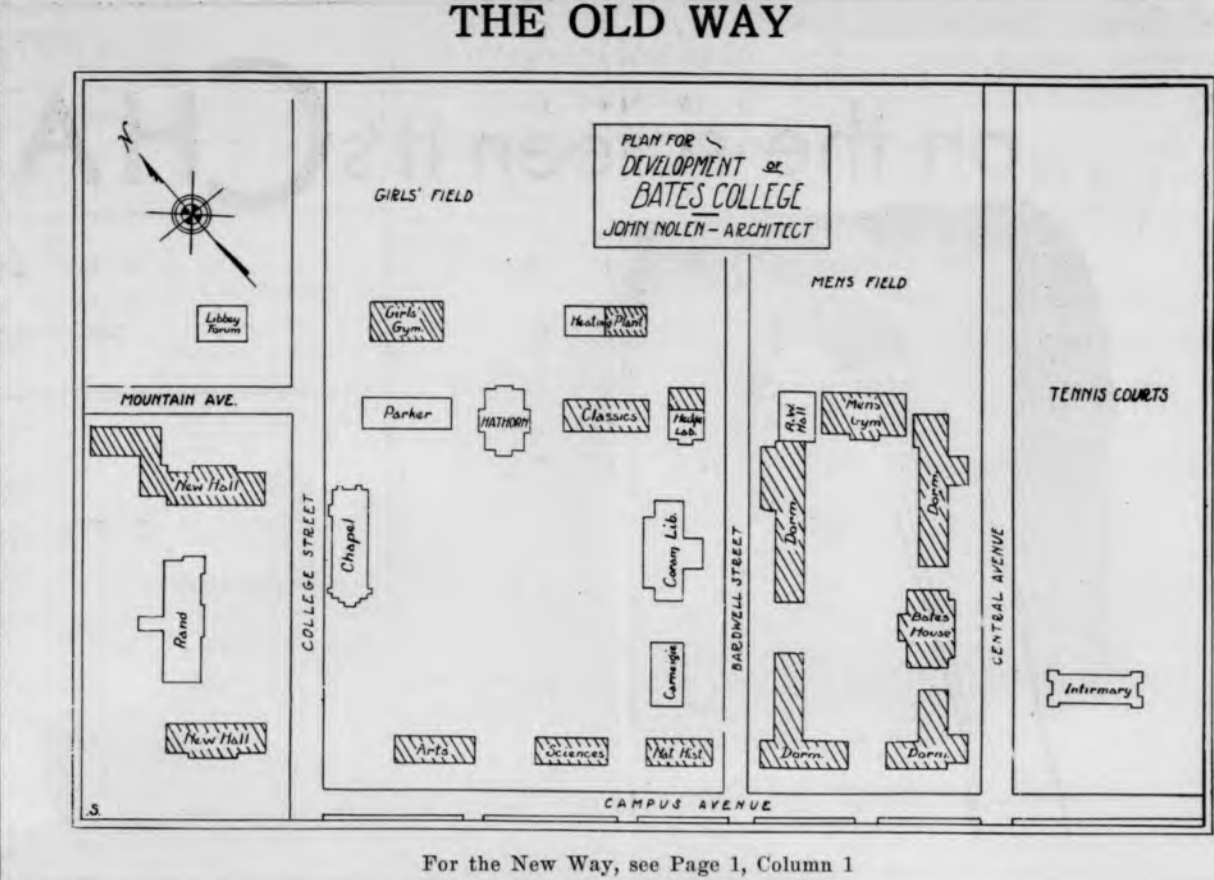 THE OLD WAY
N
PLAN FOR
DEVELOPMENT OF
BATES COLLEGE
JOHN NOLEN - ARCHITECT
GIRLS' FIELD
MENS FIELD
Libbey
Forum
Girls'
Gym.
Heating Plant
MOUNTAIN AVE.
Parker
HATHORN
Classics
Hedge
Lab.
R.W.
Hall
Mens
Gym
TENNIS COURTS
New Hall
COLLEGE STREET
Chapel
Coram Lib.
BARDWELL STREET
Dorm.
Dorm.
CENTRAL AVENUE
Rand
Bates
House
Carneigie
Infirmary
New Hall
Arts
Sciences
Nat Hist
Dorm.
Dorm.
CAMPUS AVENUE
.S.
For the New Way, see Page 1, Column 1